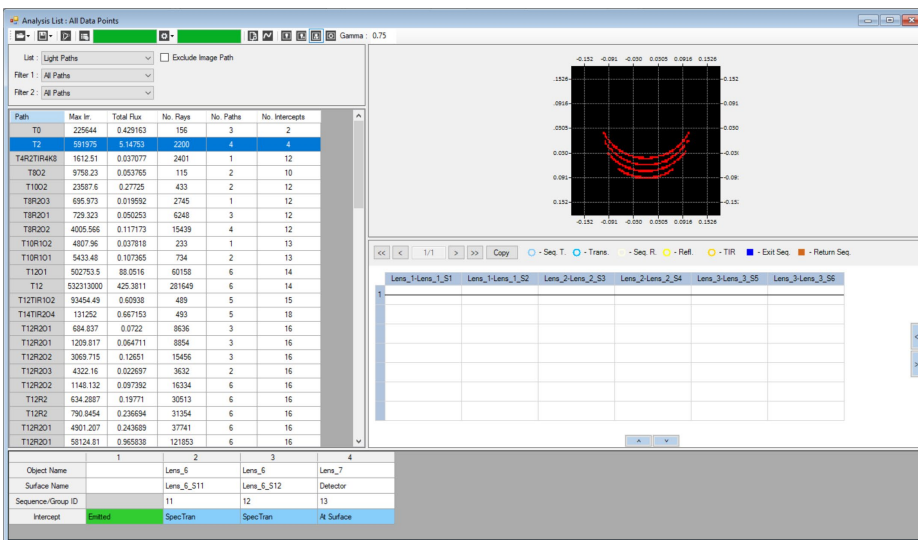 Analysis List : All Data Points
Gamma : 0.75
List : Light Paths Exclude Image Path
Filter 1 : All Paths
Filter 2 : All Paths
Path Max Irr. Total Flux No. Rays No. Paths No. Intercepts
T0 225644 0.429163 156 3 2
T2 591975 5.14753 2200 4 4
T4R2TIR4K8 1612.51 0.037077 2401 1 12
T8O2 9758.23 0.053765 115 2 10
T10O2 23587.6 0.27725 433 2 12
T8R2O3 695.973 0.019592 2745 1 12
T8R2O1 729.323 0.050253 6248 3 12
T8R2O2 4005.566 0.117173 15439 4 12
T10R1O2 4807.96 0.037818 233 1 13
T10R1O1 5433.48 0.107365 734 2 13
T12O1 502753.5 88.0516 60158 6 14
T12 532313000 425.3811 281649 6 14
T12TIR1O2 93454.49 0.60938 489 5 15
T14TIR2O4 131252 0.667153 493 5 18
T12R2O1 684.837 0.0722 8636 3 16
T12R2O1 1209.817 0.064711 8854 3 16
T12R2O2 3069.715 0.12651 15456 3 16
T12R2O3 4322.16 0.022697 3632 2 16
T12R2O2 1148.132 0.097392 16334 6 16
T12R2 634.2887 0.19771 30513 6 16
T12R2 790.8454 0.236694 31354 6 16
T12R2O1 4901.207 0.243689 37741 6 16
T12R2O1 58124.81 0.965838 121853 6 16
-0.152 -0.091 -0.030 0.0305 0.0916 0.1526
.1526 -0.152
.0916 -0.091
.0305 -0.030
0.030 -0.030
0.091 -0.09
0.152 -0.15
-0.152 -0.091 -0.030 0.0305 0.0916 0.1526
<< < 1/1 > >> Copy - Seq. T. - Trans. - Seq. R. - Refl. - TIR - Exit Seq. - Return Seq.
Lens_1-Lens_1_S1 Lens_1-Lens_1_S2 Lens_2-Lens_2_S3 Lens_2-Lens_2_S4 Lens_3-Lens_3_S5 Lens_3-Lens_3_S6
1
1 2 3 4
Object Name Lens_6 Lens_6 Lens_7
Surface Name Lens_6_S11 Lens_6_S12 Detector
Sequence/Group ID 11 12 13
Intercept Emitted SpecTran SpecTran At Surface